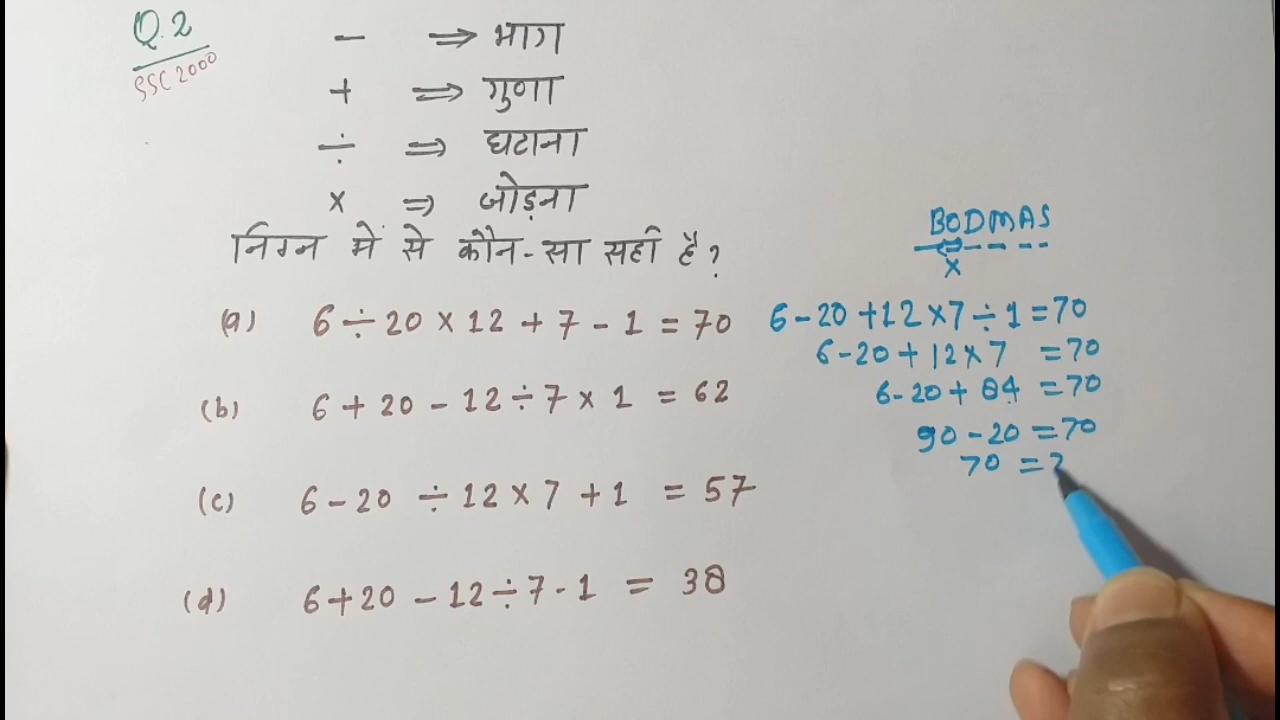 Q.2
SSC 2000
− ⇒ भाग
+ ⇒ गुणा
÷ ⇒ घटाना
× ⇒ जोड़ना
निम्न में से कौन-सा सही है?
(a) 6 ÷ 20 × 12 + 7 − 1 = 70
(b) 6 + 20 − 12 ÷ 7 × 1 = 62
(c) 6 − 20 ÷ 12 × 7 + 1 = 57
(d) 6 + 20 − 12 ÷ 7 - 1 = 38
BODMAS
×
6 − 20 + 12 × 7 ÷ 1 = 70
6 − 20 + 12 × 7 = 70
6 - 20 + 84 = 70
90 − 20 = 70
70 =